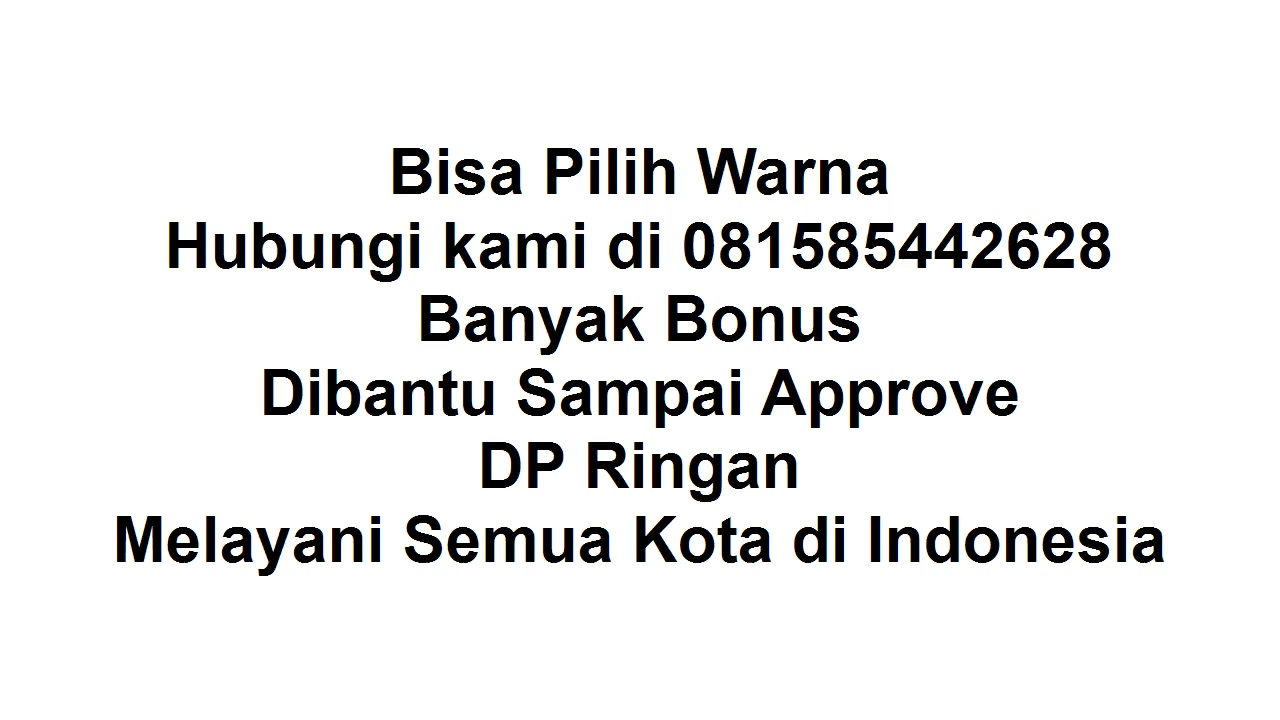 Bisa Pilih Warna
Hubungi kami di 081585442628
Banyak Bonus
Dibantu Sampai Approve
DP Ringan
Melayani Semua Kota di Indonesia